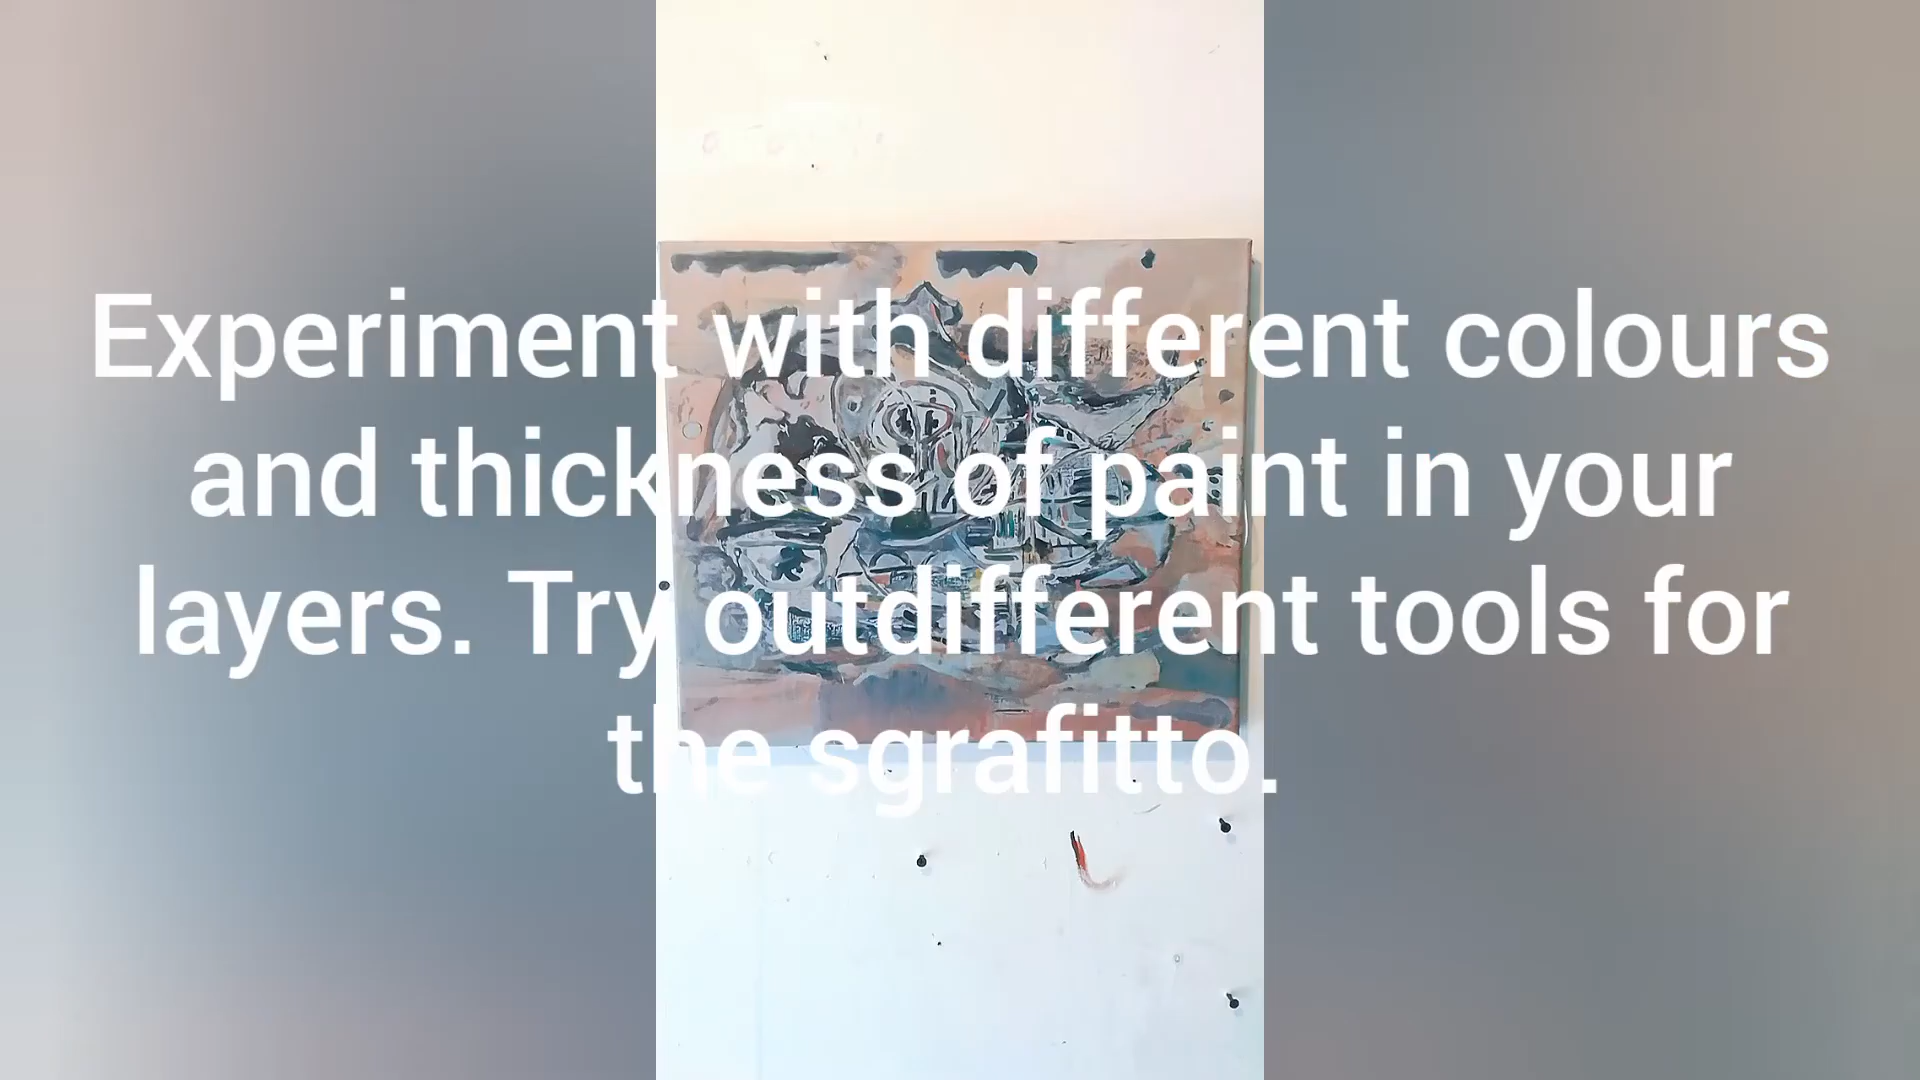 Experiment with different colours
and thickness of paint in your
layers. Try outdifferent tools for
the sgrafitto.